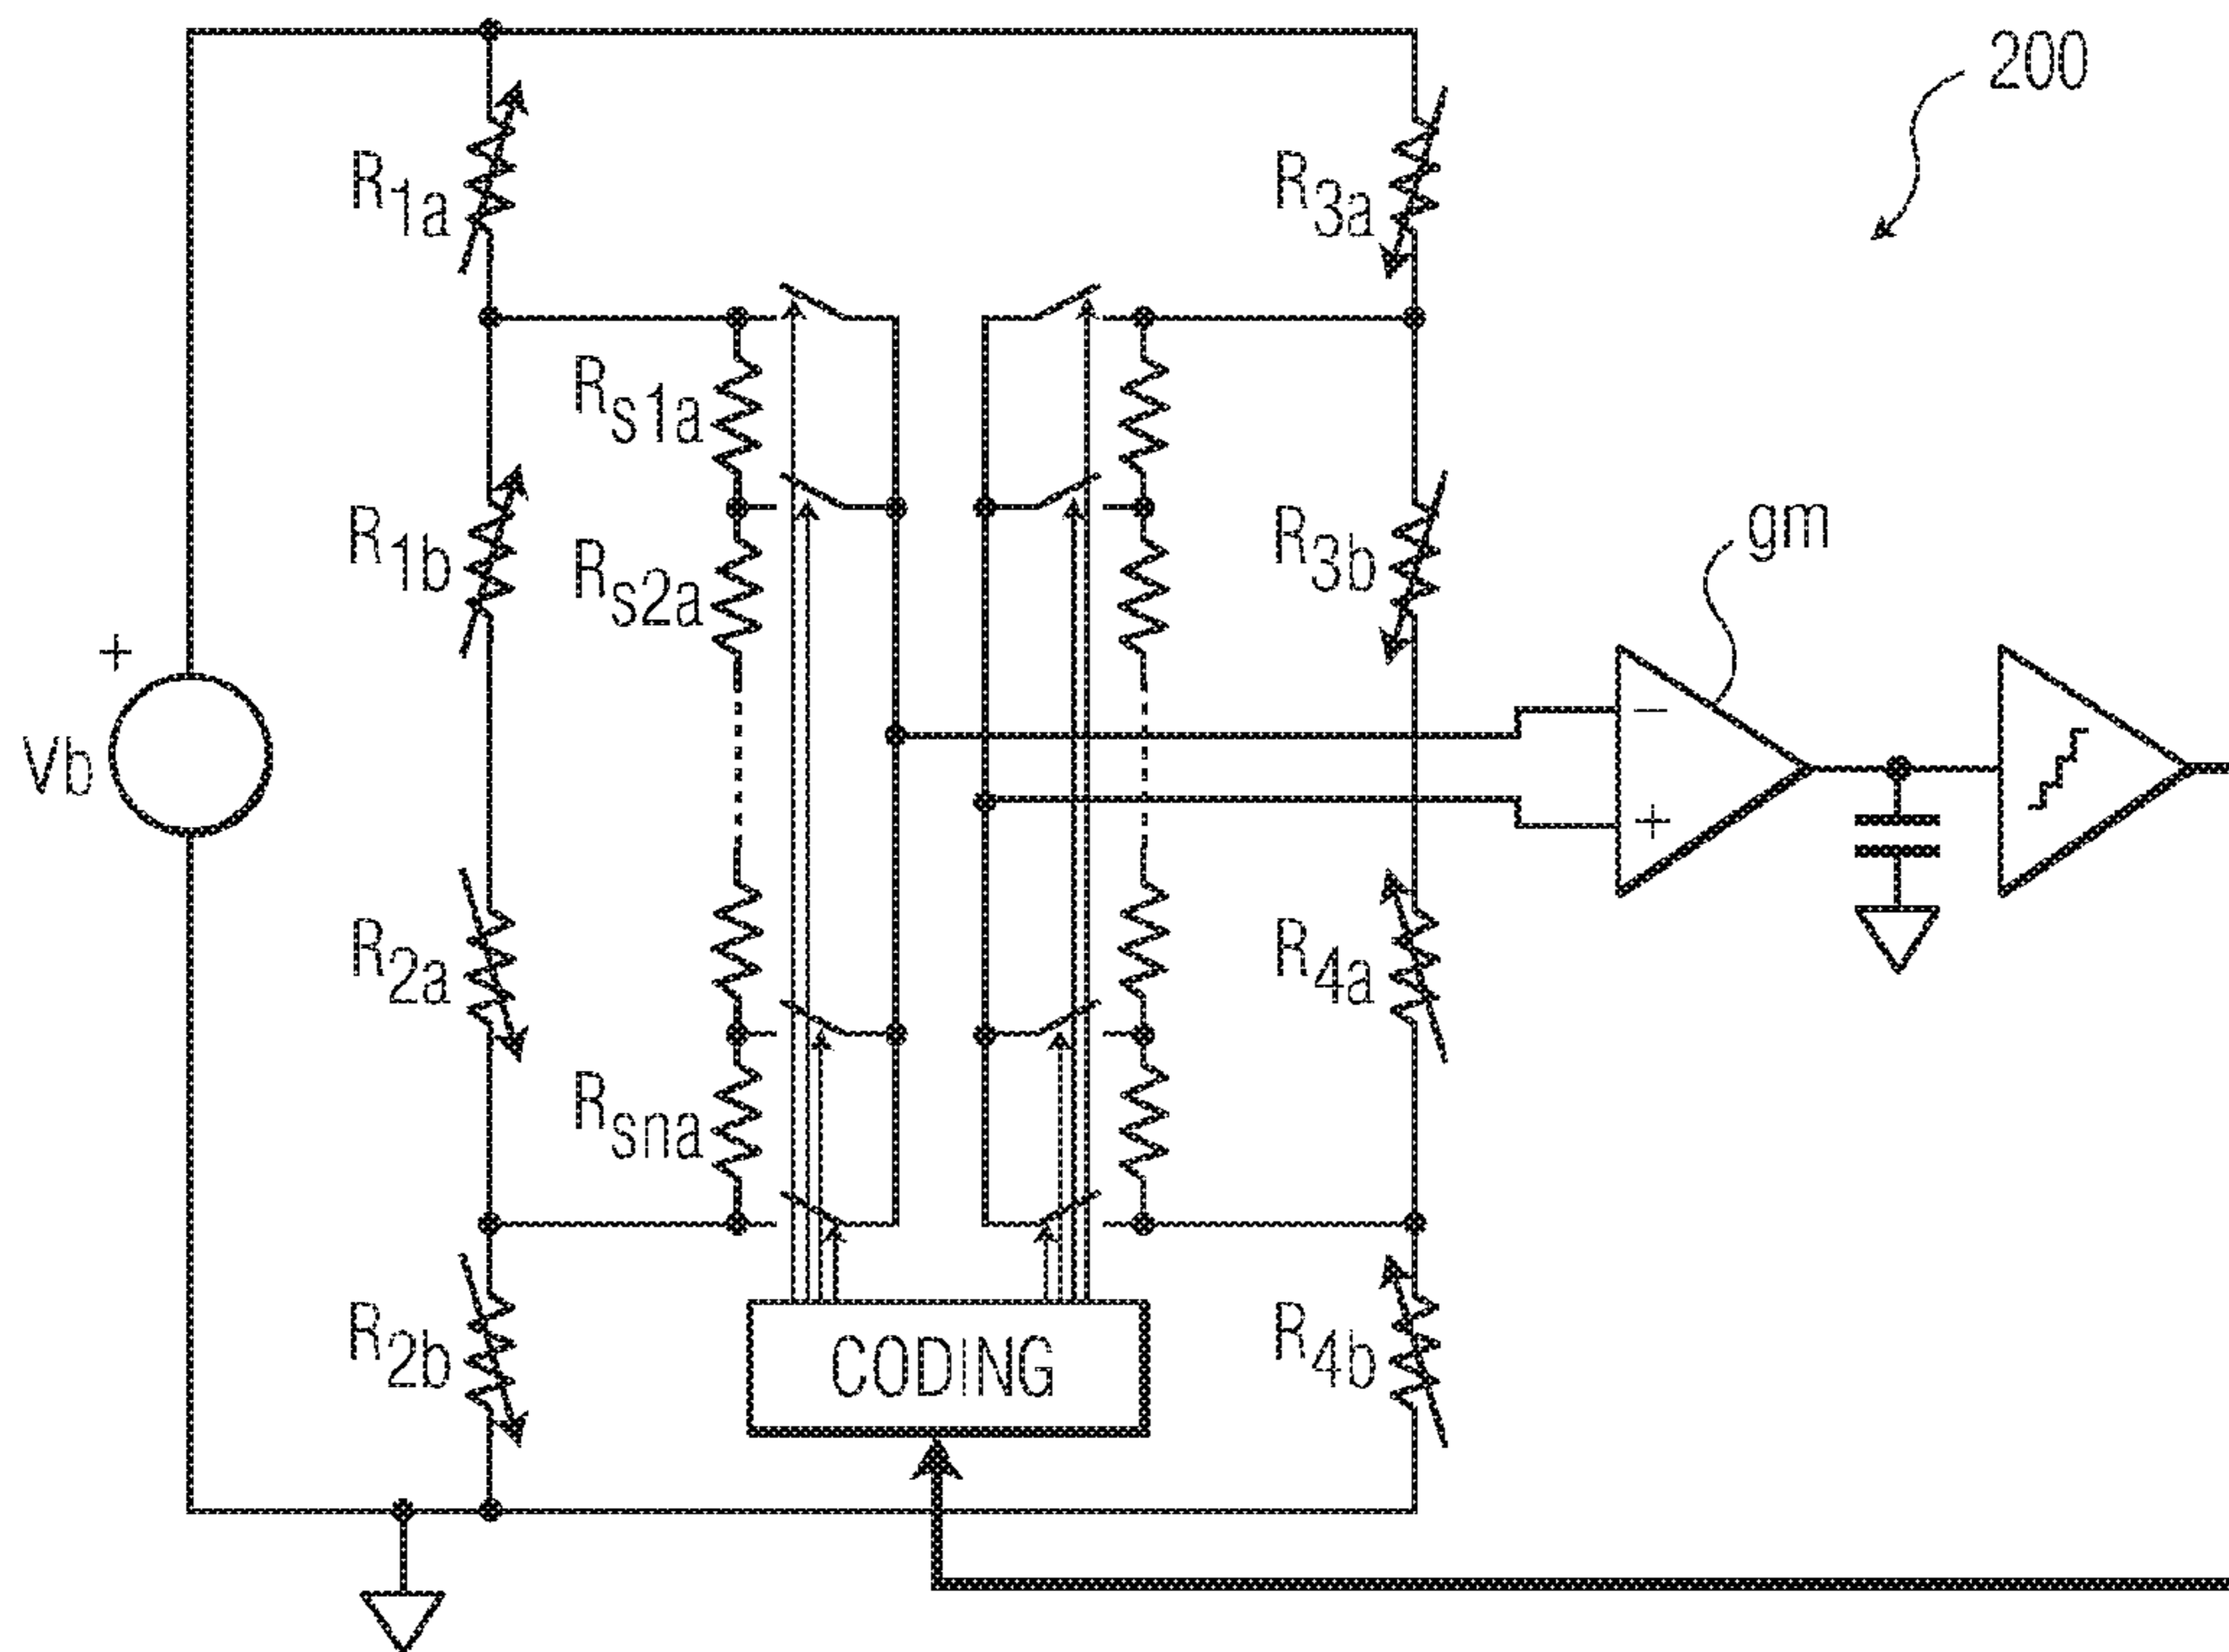 200
R1a
R3a
Rs1a
gm
R1b
Rs2a
R3b
+
−
Vb
+
R2a
R4a
Rsna
R2b
CODING
R4b